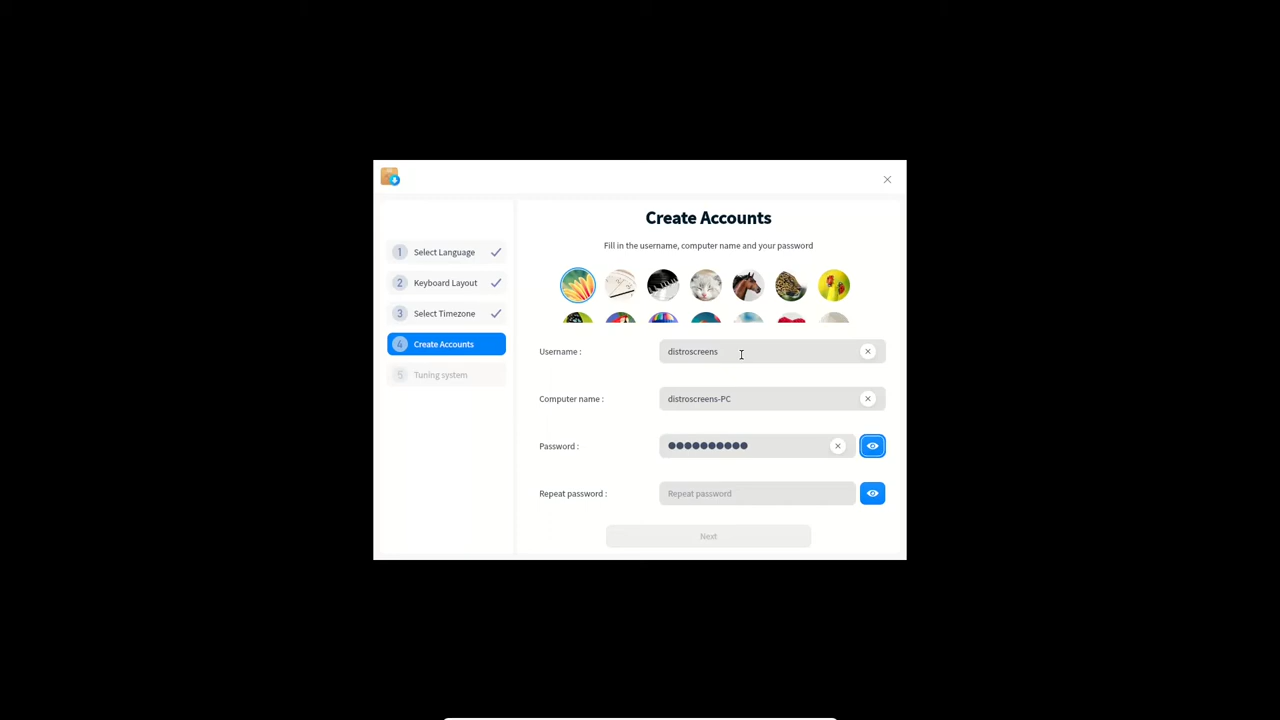 Create Accounts
Fill in the username, computer name and your password
1 Select Language
2 Keyboard Layout
3 Select Timezone
4 Create Accounts
5 Tuning system
Username : distroscreens
Computer name : distroscreens-PC
Password : ●●●●●●●●●●
Repeat password : Repeat password
Next